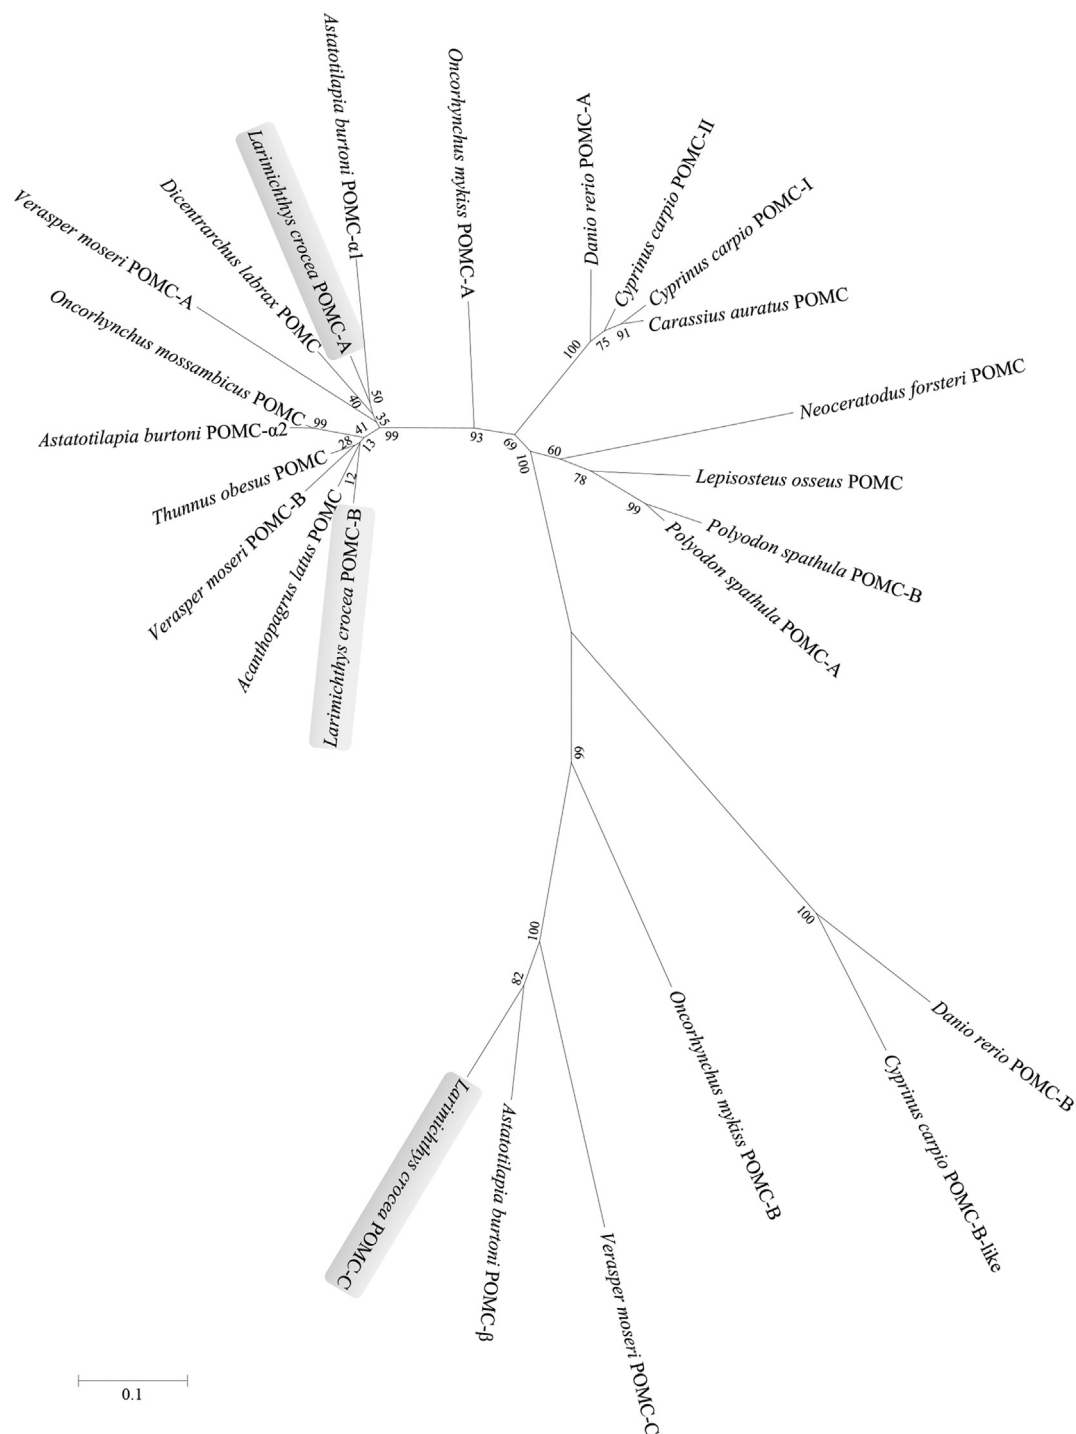 Astatotilapia burtoni POMC-α1
Oncorhynchus mykiss POMC-A
Danio rerio POMC-A
Cyprinus carpio POMC-II
Cyprinus carpio POMC-I
Carassius auratus POMC
Larimichthys crocea POMC-A
Dicentrarchus labrax POMC
Verasper moseri POMC-A
Oncorhynchus mossambicus POMC
Astatotilapia burtoni POMC-α2
Thunnus obesus POMC
Verasper moseri POMC-B
Acanthopagrus latus POMC
Larimichthys crocea POMC-B
Neoceratodus forsteri POMC
Lepisosteus osseus POMC
Polyodon spathula POMC-B
Polyodon spathula POMC-A
100
75
91
50
40
35
99
41
99
28
13
12
93
69
100
60
78
99
99
100
82
100
Danio rerio POMC-B
Cyprinus carpio POMC-B-like
Oncorhynchus mykiss POMC-B
Larimichthys crocea POMC-C
Astatotilapia burtoni POMC-β
Verasper moseri POMC-C
0.1